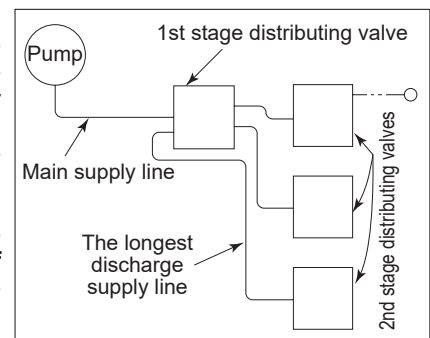 1st stage distributing valve
Pump
Main supply line
The longest
discharge
supply line
2nd stage distributing valves